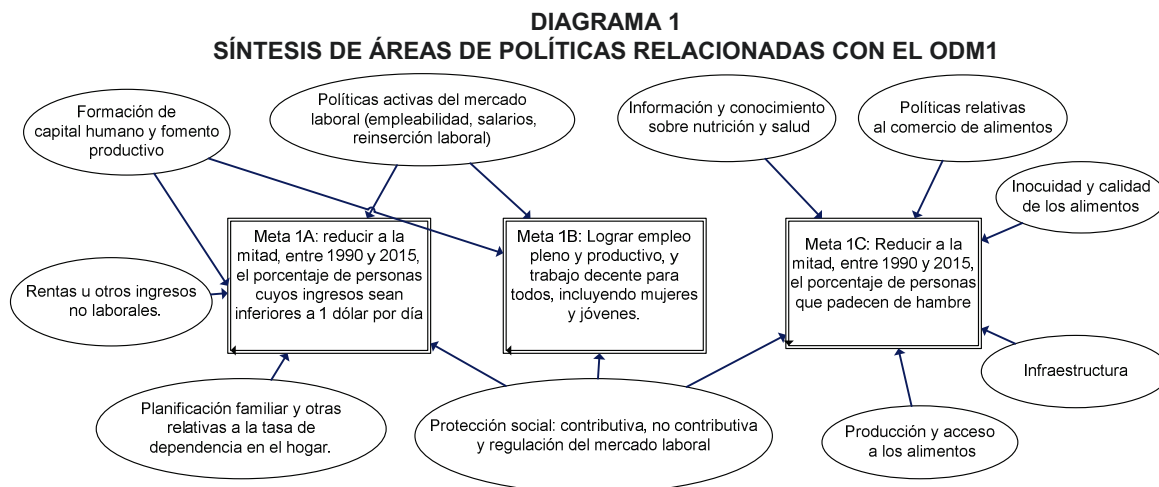 DIAGRAMA 1
SÍNTESIS DE ÁREAS DE POLÍTICAS RELACIONADAS CON EL ODM1
Formación de
capital humano y fomento
productivo
Políticas activas del mercado
laboral (empleabilidad, salarios,
reinserción laboral)
Información y conocimiento
sobre nutrición y salud
Políticas relativas
al comercio de alimentos
Inocuidad y calidad
de los alimentos
Meta 1A: reducir a la
mitad, entre 1990 y 2015,
el porcentaje de personas
cuyos ingresos sean
inferiores a 1 dólar por día
Meta 1B: Lograr empleo
pleno y productivo, y
trabajo decente para
todos, incluyendo mujeres
y jóvenes.
Meta 1C: Reducir a la
mitad, entre 1990 y 2015,
el porcentaje de personas
que padecen de hambre
Rentas u otros ingresos
no laborales.
Infraestructura
Planificación familiar y otras
relativas a la tasa de
dependencia en el hogar.
Protección social: contributiva, no contributiva
y regulación del mercado laboral
Producción y acceso
a los alimentos